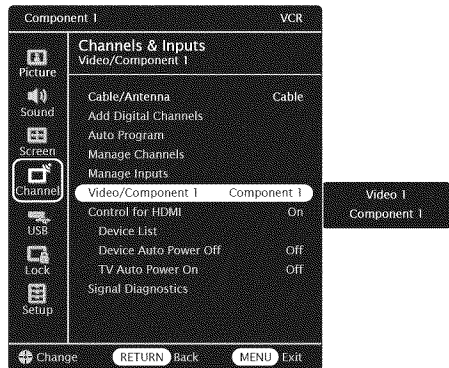 Component 1 VCR
Channels & Inputs
Video/Component 1
Picture
Sound
Screen
Channel
USB
Lock
Setup
Cable/Antenna Cable
Add Digital Channels
Auto Program
Manage Channels
Manage Inputs
Video/Component 1 Component 1
Control for HDMI On
Device List
Device Auto Power Off Off
TV Auto Power On Off
Signal Diagnostics
Video 1
Component 1
Change RETURN Back MENU Exit